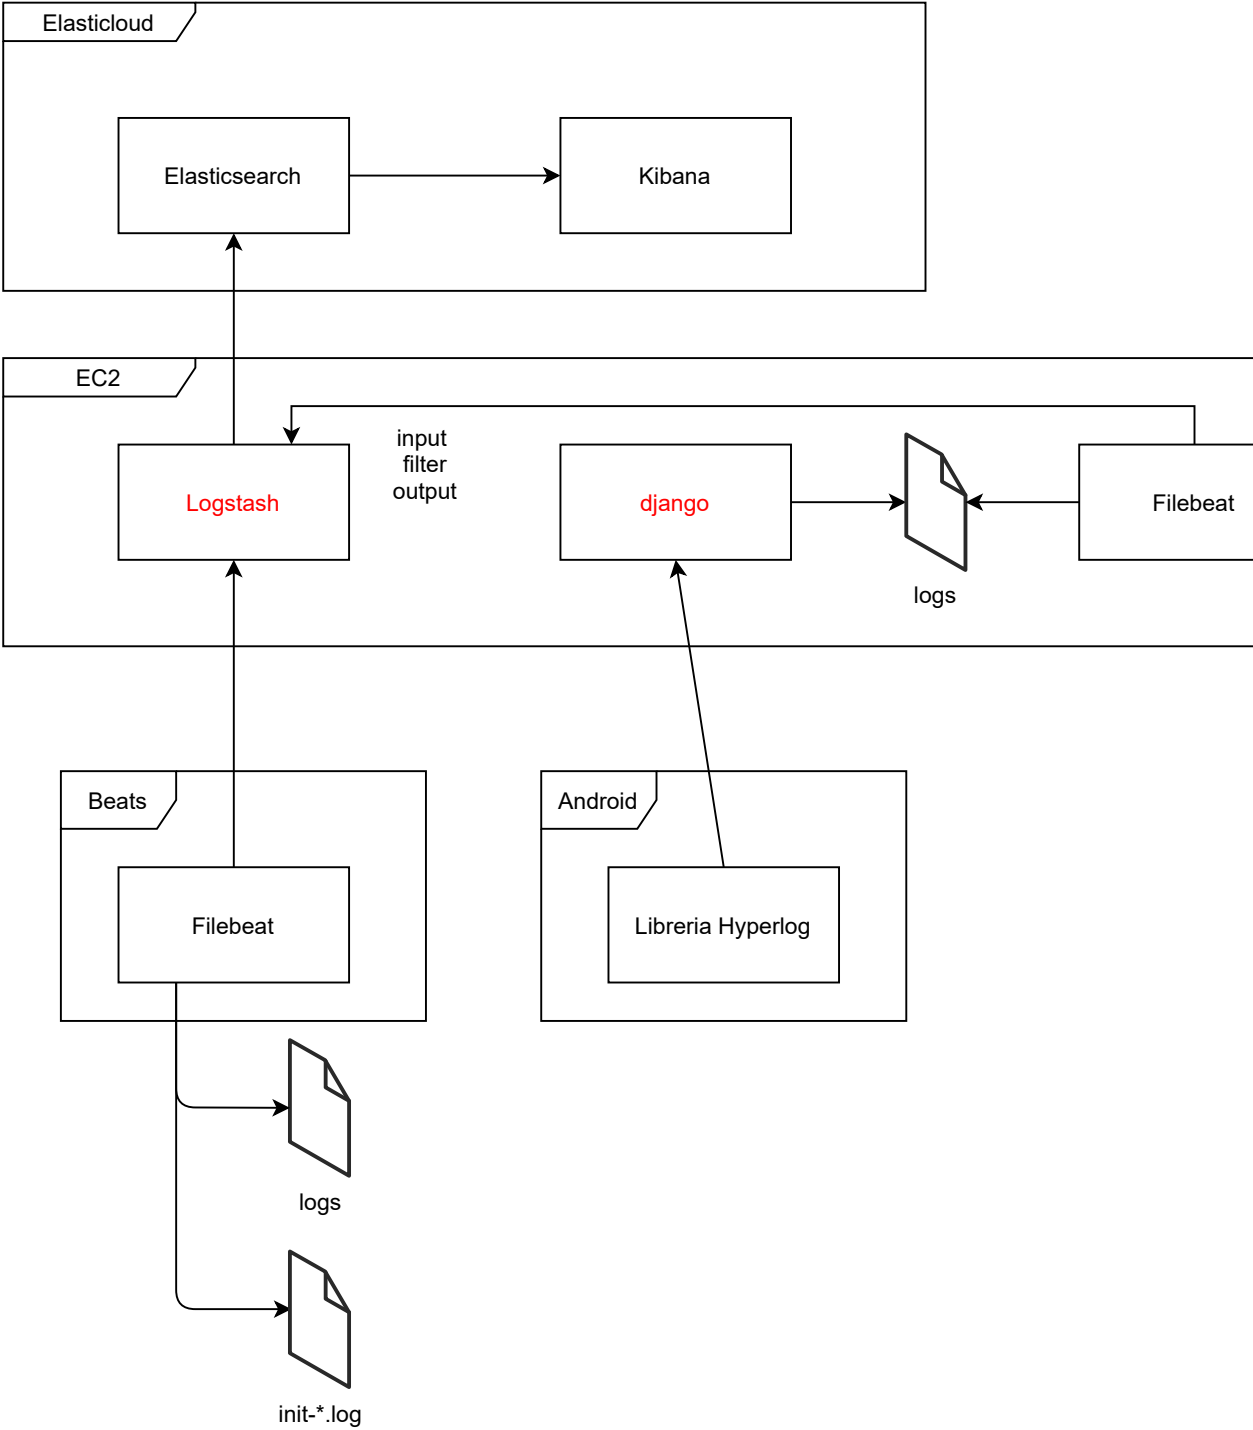 Elasticloud
Elasticsearch
Kibana
EC2
input
filter
output
Logstash
django
Filebeat
logs
Beats
Android
Filebeat
Libreria Hyperlog
logs
init-*.log